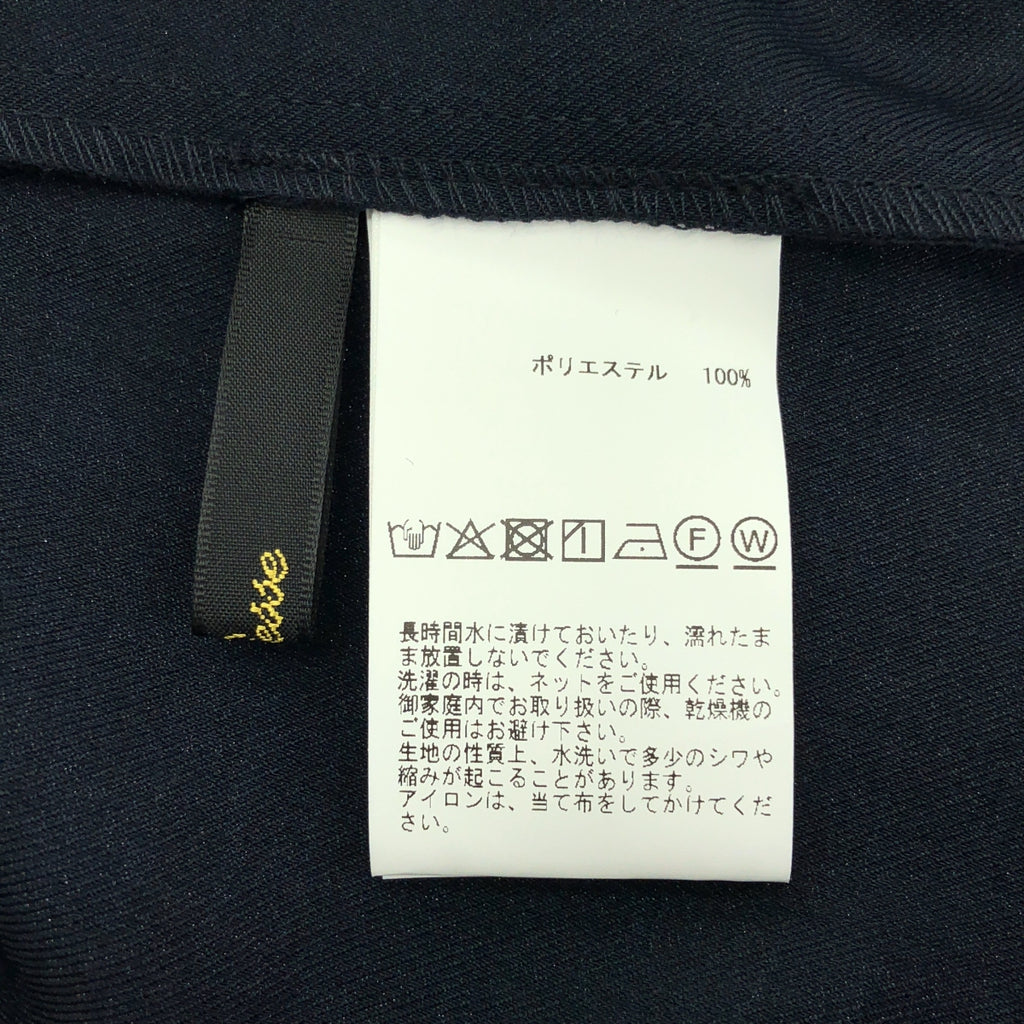 ポリエステル 100%
F W
長時間水に漬けておいたり、濡れたま
ま放置しないでください。
洗濯の時は、ネットをご使用ください。
御家庭内でお取り扱いの際、乾燥機の
ご使用はお避け下さい。
生地の性質上、水洗いで多少のシワや
縮みが起こることがあります。
アイロンは、当て布をしてかけてくだ
さい。